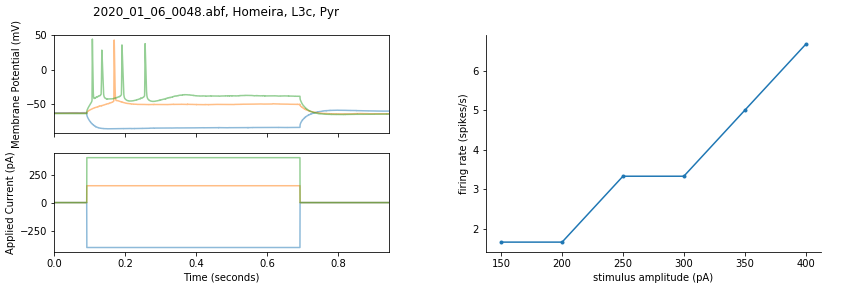 2020_01_06_0048.abf, Homeira, L3c, Pyr
Membrane Potential (mV)
50
0
−50
Applied Current (pA)
250
0
−250
0.0 0.2 0.4 0.6 0.8
Time (seconds)
firing rate (spikes/s)
6
5
4
3
2
150 200 250 300 350 400
stimulus amplitude (pA)